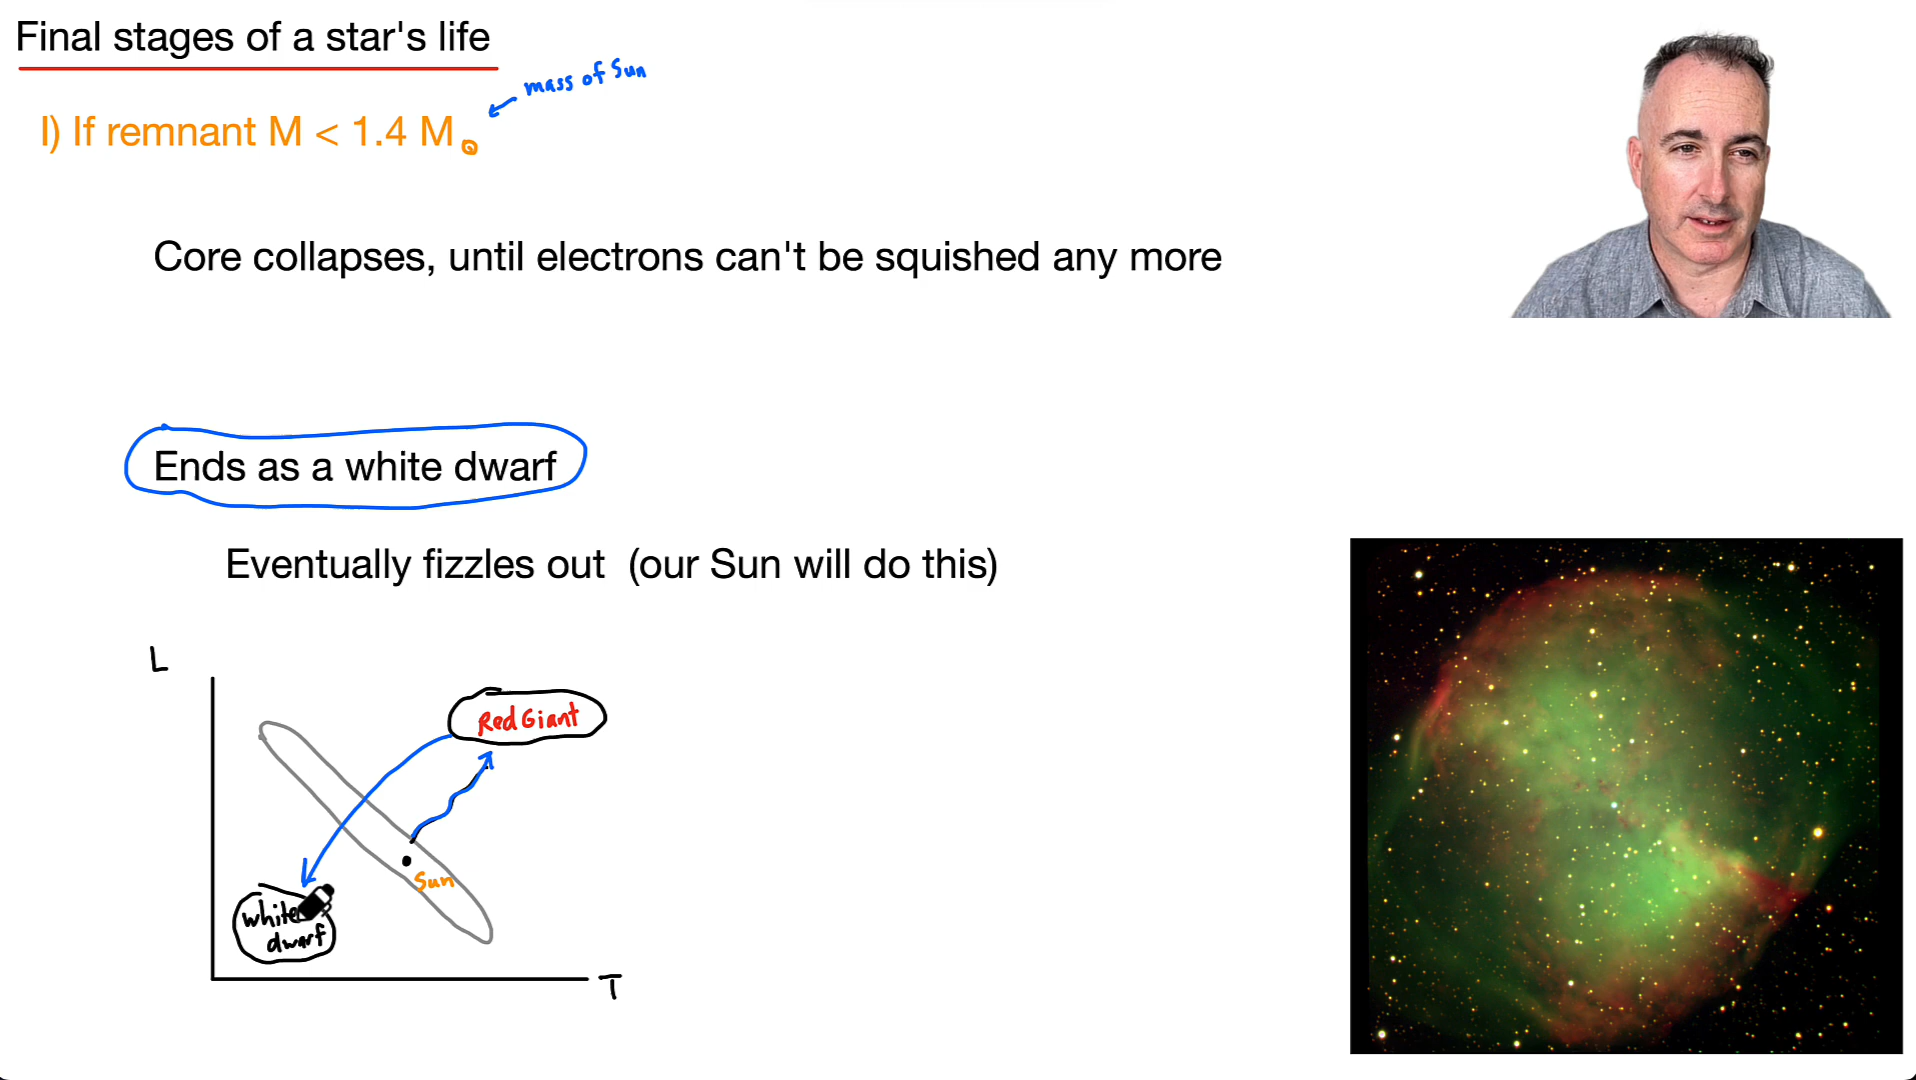 Final stages of a star's life
mass of Sun
I) If remnant M < 1.4 M☉
Core collapses, until electrons can't be squished any more
Ends as a white dwarf
Eventually fizzles out (our Sun will do this)
L
Red Giant
Sun
white
dwarf
T